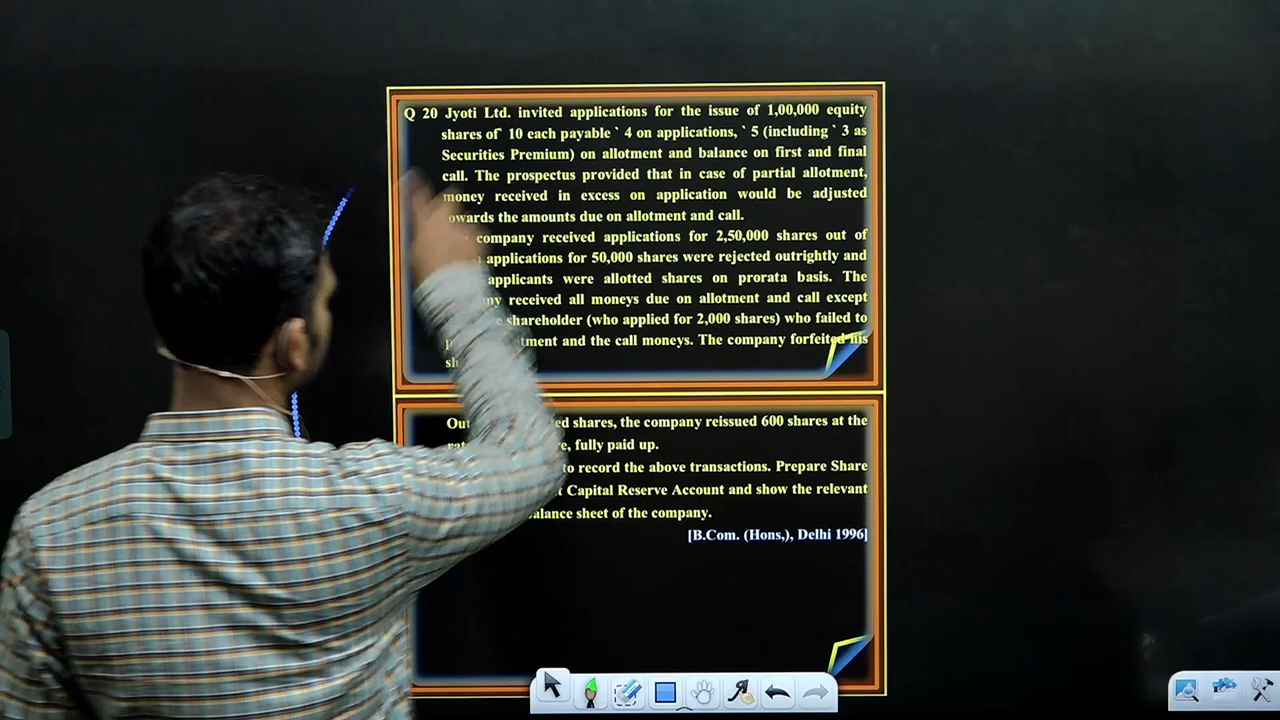 Q 20 Jyoti Ltd. invited applications for the issue of 1,00,000 equity
shares of ` 10 each payable ` 4 on applications, ` 5 (including ` 3 as
Securities Premium) on allotment and balance on first and final
call. The prospectus provided that in case of partial allotment,
money received in excess on application would be adjusted
owards the amounts due on allotment and call.
company received applications for 2,50,000 shares out of
applications for 50,000 shares were rejected outrightly and
applicants were allotted shares on prorata basis. The
ny received all moneys due on allotment and call except
shareholder (who applied for 2,000 shares) who failed to
tment and the call moneys. The company forfeited his
sh
Out ed shares, the company reissued 600 shares at the
e, fully paid up.
to record the above transactions. Prepare Share
t Capital Reserve Account and show the relevant
alance sheet of the company.
[B.Com. (Hons,), Delhi 1996]